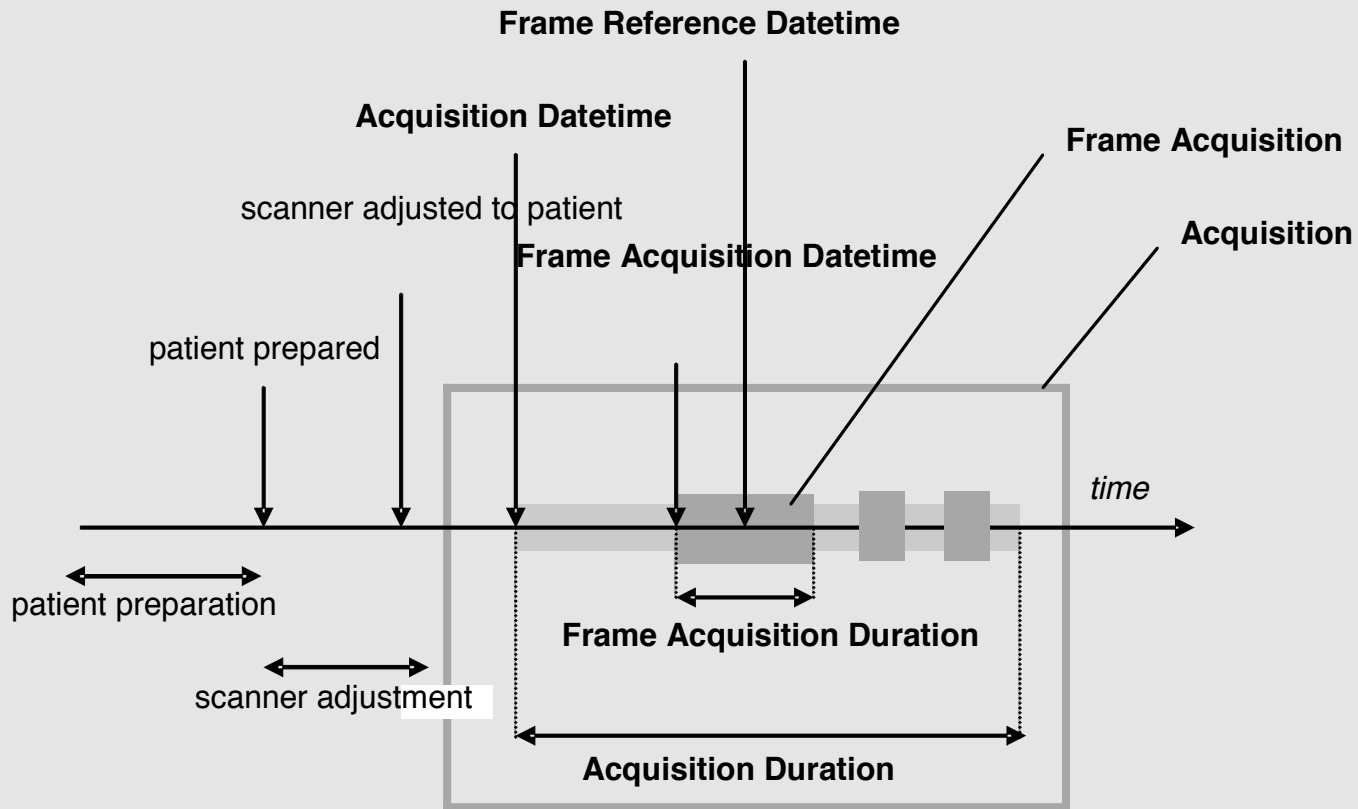 Frame Reference Datetime
Acquisition Datetime
Frame Acquisition
scanner adjusted to patient
Acquisition
Frame Acquisition Datetime
patient prepared
time
patient preparation
Frame Acquisition Duration
scanner adjustment
Acquisition Duration